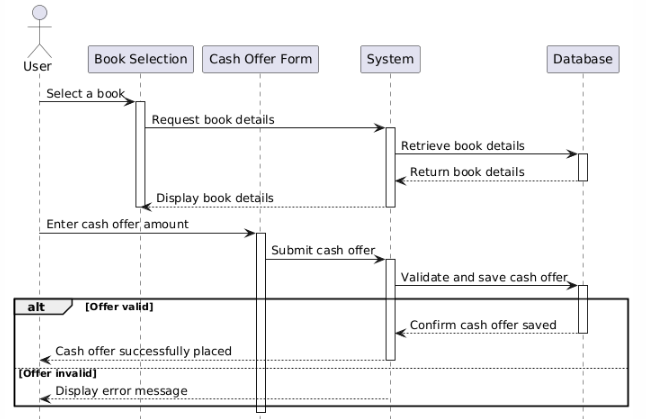 User
Book Selection
Cash Offer Form
System
Database
Select a book
Request book details
Retrieve book details
Return book details
Display book details
Enter cash offer amount
Submit cash offer
Validate and save cash offer
alt [Offer valid]
Confirm cash offer saved
Cash offer successfully placed
[Offer invalid]
Display error message